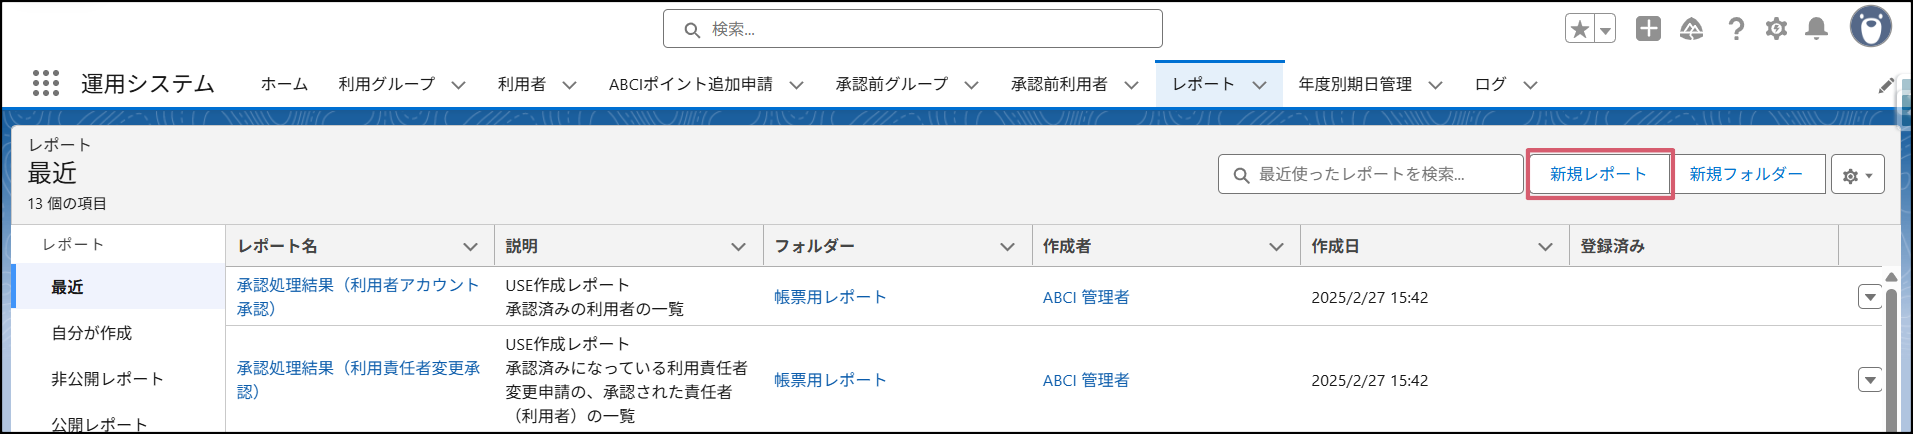 検索...
運用システム
ホーム
利用グループ
利用者
ABCIポイント追加申請
承認前グループ
承認前利用者
レポート
年度別期日管理
ログ
レポート
最近
13 個の項目
最近使ったレポートを検索...
新規レポート
新規フォルダー
レポート
最近
自分が作成
非公開レポート
公開レポート
レポート名
説明
フォルダー
作成者
作成日
登録済み
承認処理結果（利用者アカウント
承認）
USE作成レポート
承認済みの利用者の一覧
帳票用レポート
ABCI 管理者
2025/2/27 15:42
承認処理結果（利用責任者変更承
認）
USE作成レポート
承認済みになっている利用責任者
変更申請の、承認された責任者
（利用者）の一覧
帳票用レポート
ABCI 管理者
2025/2/27 15:42